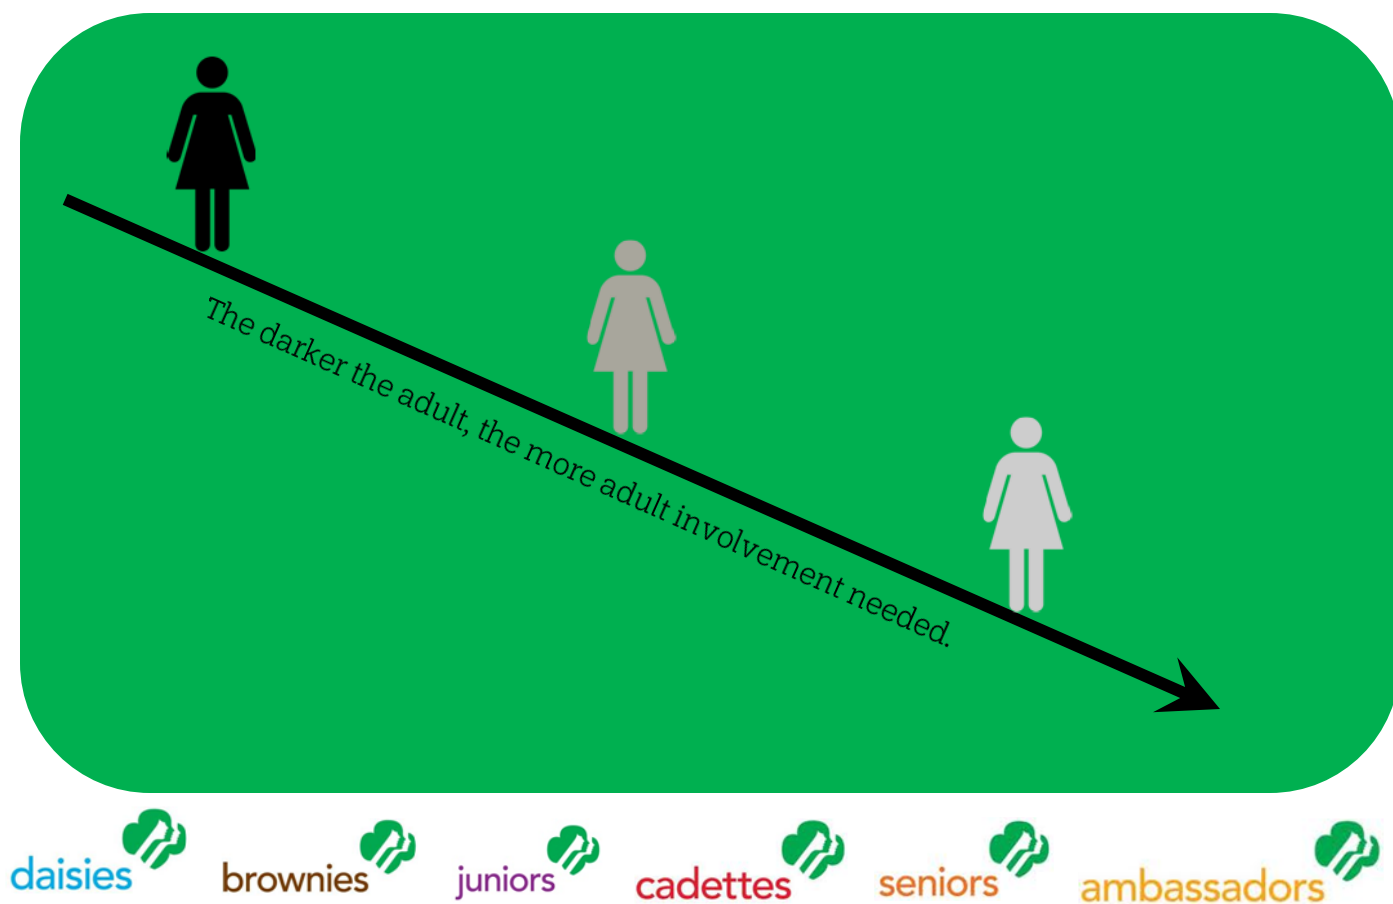 The darker the adult, the more adult involvement needed.
daisies
brownies
juniors
cadettes
seniors
ambassadors